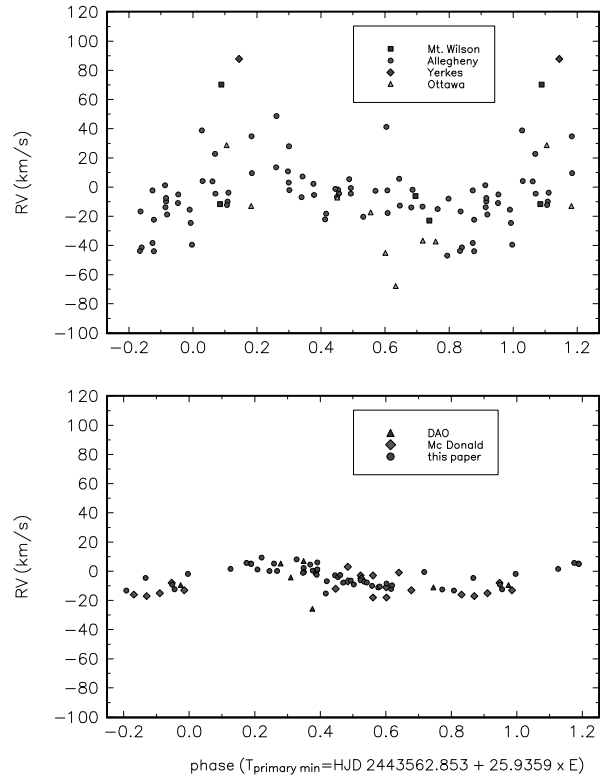 120
100
80
60
40
20
0
−20
−40
−60
−80
−100
RV (km/s)
Mt. Wilson
Allegheny
Yerkes
Ottawa
−0.2 0.0 0.2 0.4 0.6 0.8 1.0 1.2
120
100
80
60
40
20
0
−20
−40
−60
−80
−100
RV (km/s)
DAO
Mc Donald
this paper
−0.2 0.0 0.2 0.4 0.6 0.8 1.0 1.2
phase (Tprimary min=HJD 2443562.853 + 25.9359 x E)